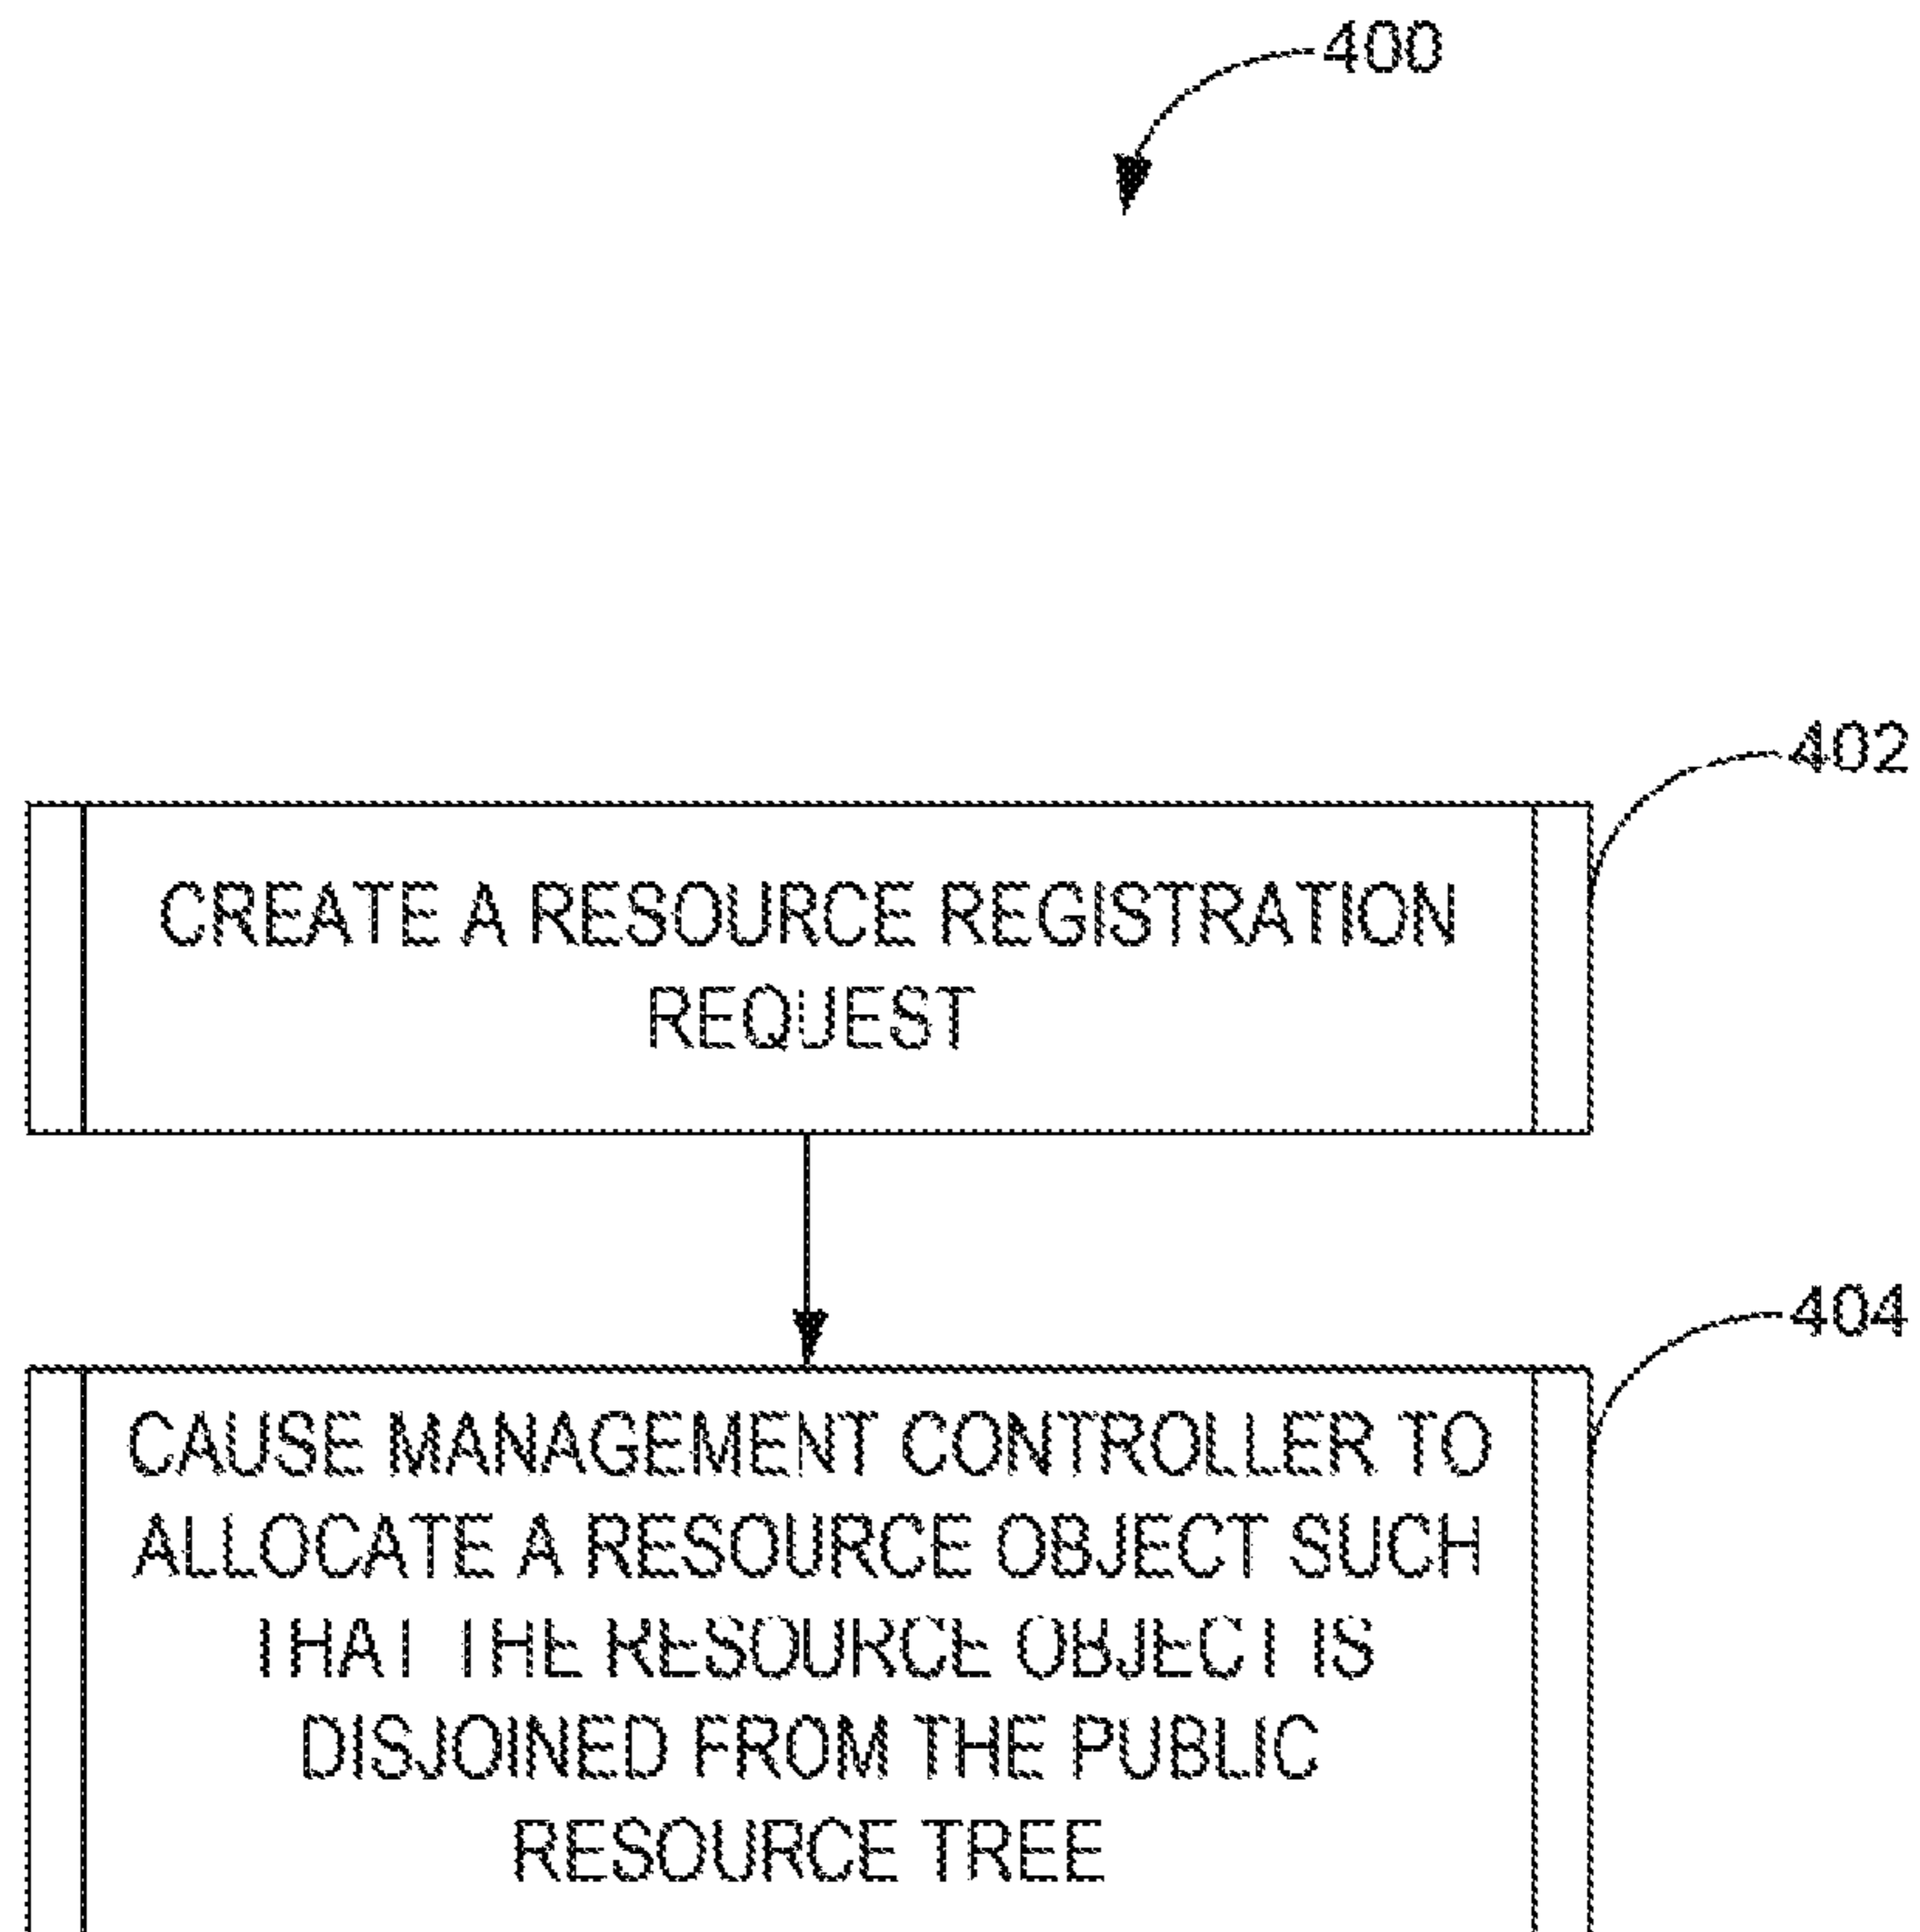 400
402
CREATE A RESOURCE REGISTRATION
REQUEST
404
CAUSE MANAGEMENT CONTROLLER TO
ALLOCATE A RESOURCE OBJECT SUCH
THAT THE RESOURCE OBJECT IS
DISJOINED FROM THE PUBLIC
RESOURCE TREE